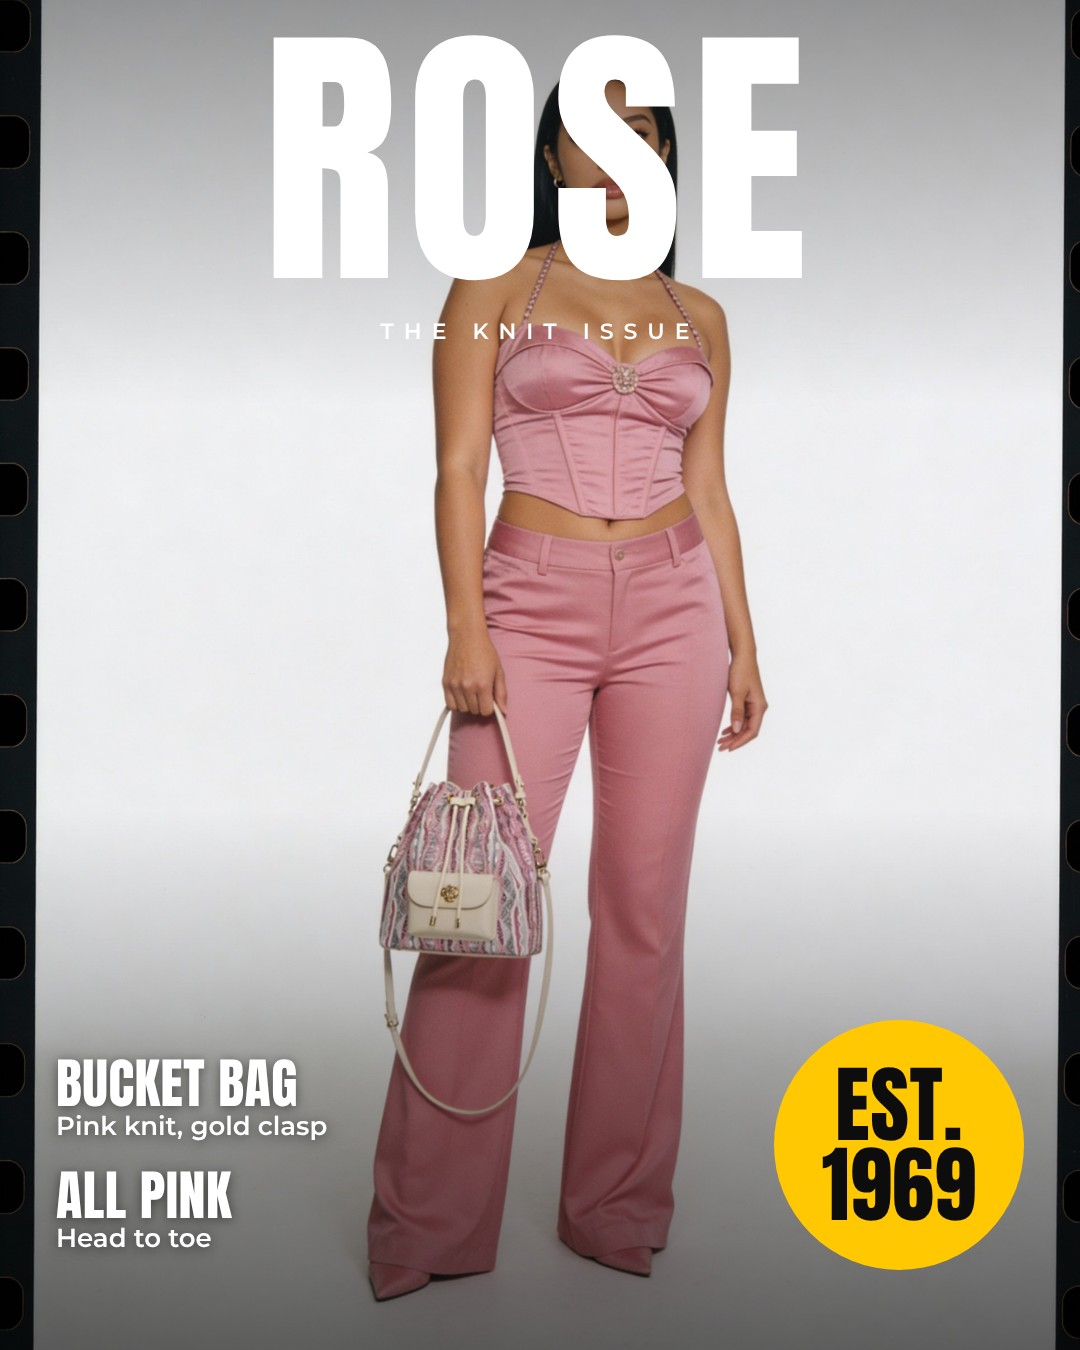 ROSE
THE KNIT ISSUE
BUCKET BAG
Pink knit, gold clasp
ALL PINK
Head to toe
EST.
1969